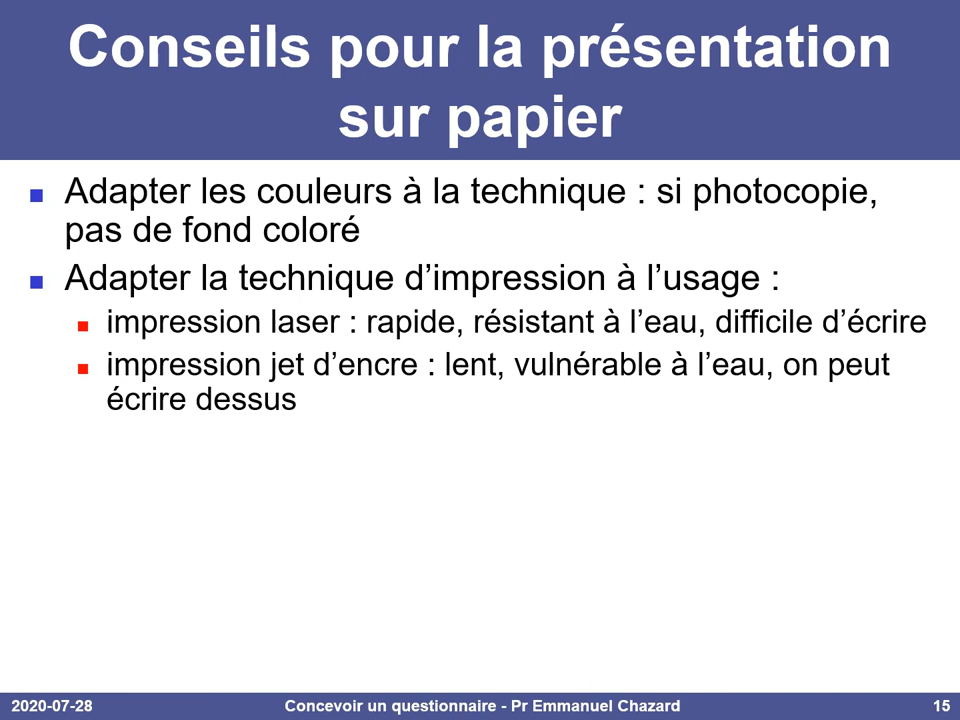 Conseils pour la présentation
sur papier
Adapter les couleurs à la technique : si photocopie,
pas de fond coloré
Adapter la technique d’impression à l’usage :
impression laser : rapide, résistant à l’eau, difficile d’écrire
impression jet d’encre : lent, vulnérable à l’eau, on peut
écrire dessus
2020-07-28 Concevoir un questionnaire - Pr Emmanuel Chazard 15